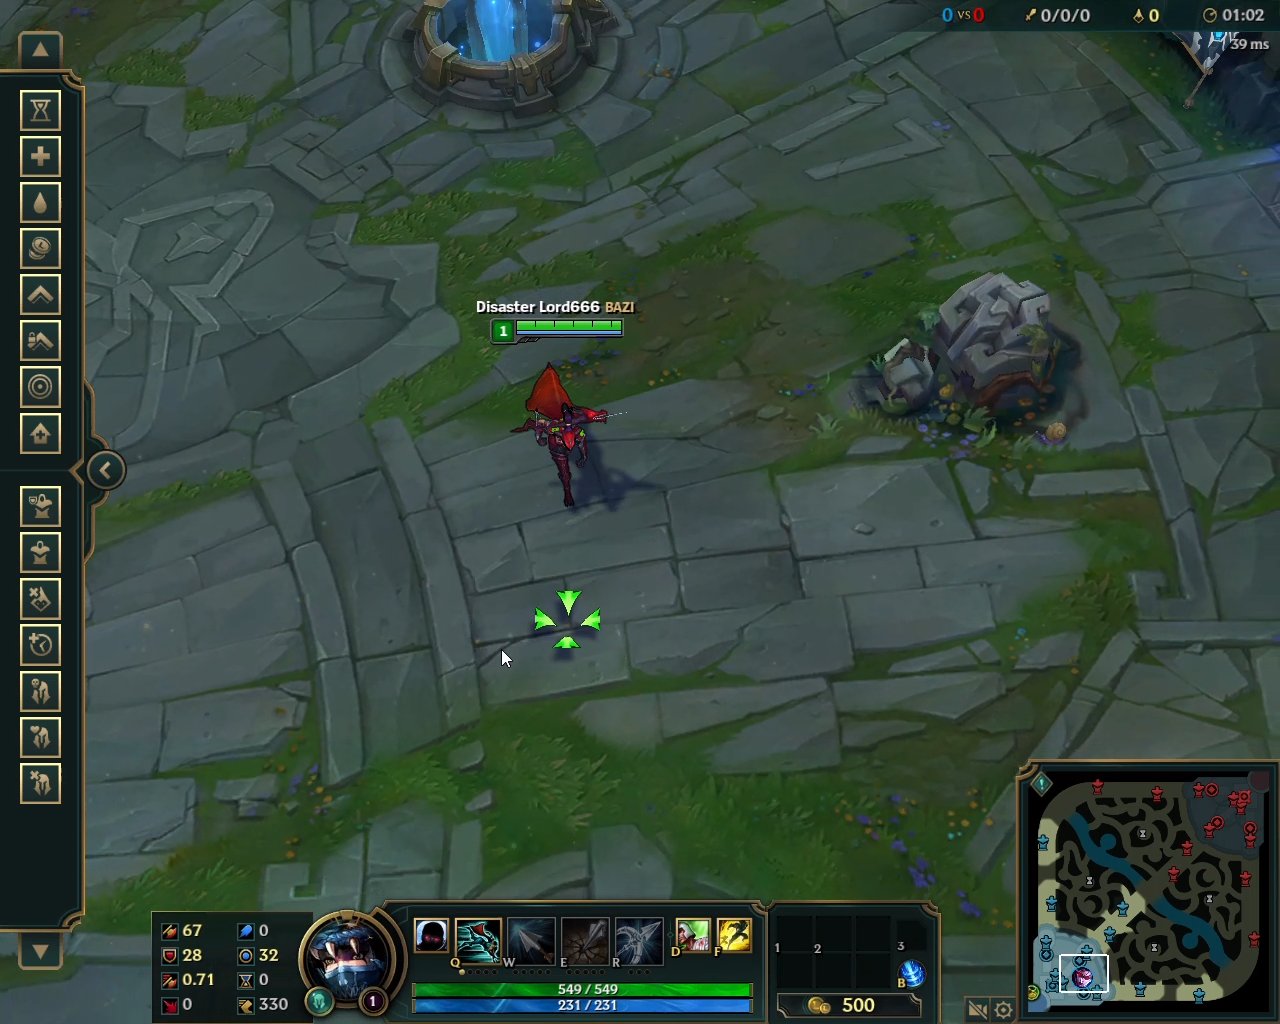 0 vs 0 0/0/0 0 01:02
39 ms
Disaster Lord666 BAZI
1
67 0
28 32
0.71 0
0 330
1
Q W E R D F
549 / 549
231 / 231
1 2 3
B
500